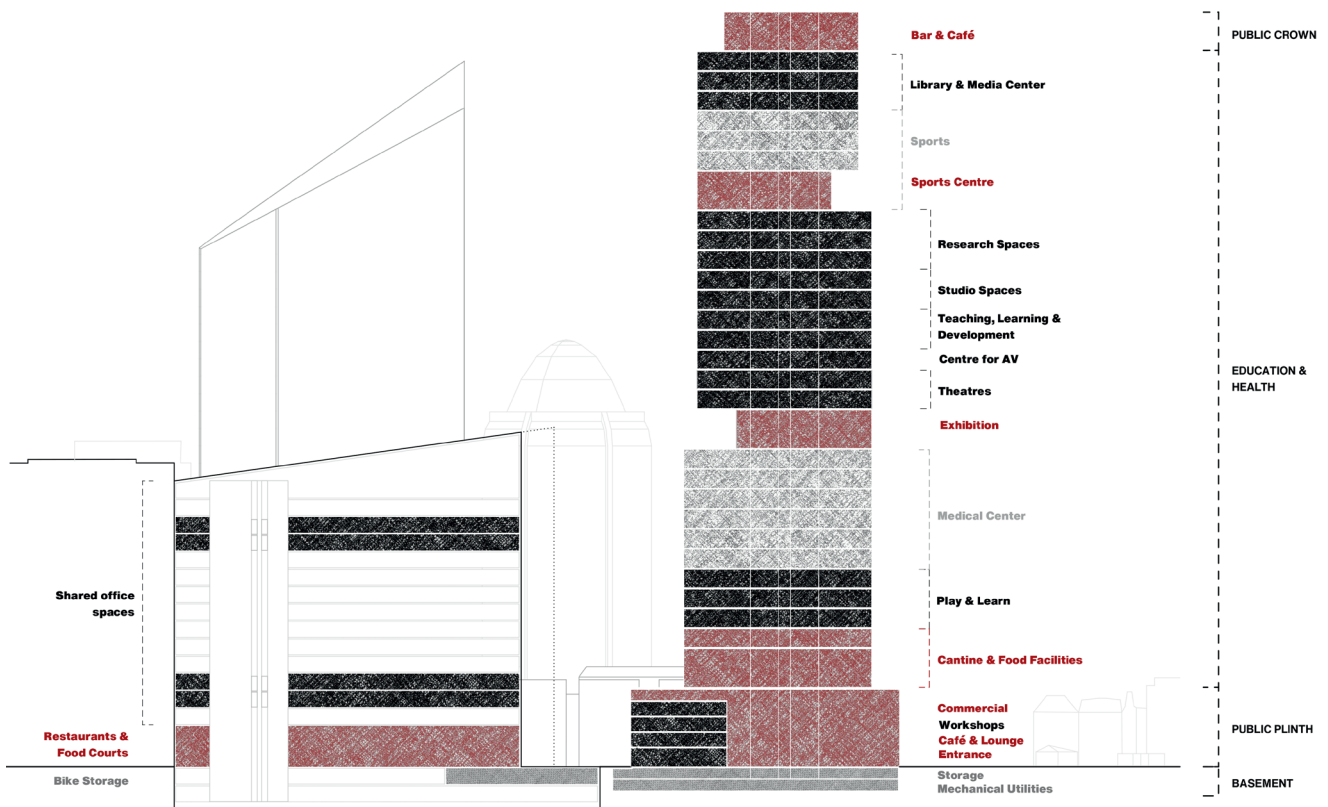 Bar & Café
PUBLIC CROWN
Library & Media Center
Sports
Sports Centre
Research Spaces
Studio Spaces
Teaching, Learning &
Development
Centre for AV
Theatres
EDUCATION &
HEALTH
Exhibition
Medical Center
Shared office
spaces
Play & Learn
Cantine & Food Facilities
Commercial
Workshops
Café & Lounge
Entrance
PUBLIC PLINTH
Restaurants &
Food Courts
Bike Storage
Storage
Mechanical Utilities
BASEMENT